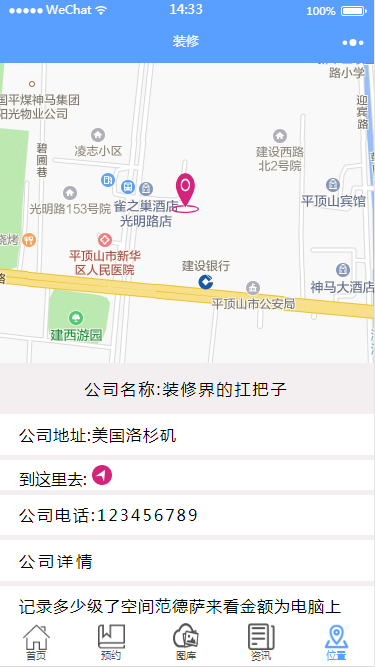 WeChat 14:33 100%
装修
路小学
国平煤神马集团
阳光物业公司
迎宾路
碧圃巷
凌志小区
建设西路
北2号院
光明路153号院
雀之巢酒店
光明路店
平顶山宾馆
烧烤
平顶山市新华
区人民医院
建设银行
神马大酒店
平顶山市公安局
路
建西游园
公司名称:装修界的扛把子
公司地址:美国洛杉矶
到这里去:
公司电话:123456789
公司详情
记录多少级了空间范德萨来看金额为电脑上
首页 预约 图库 资讯 位置